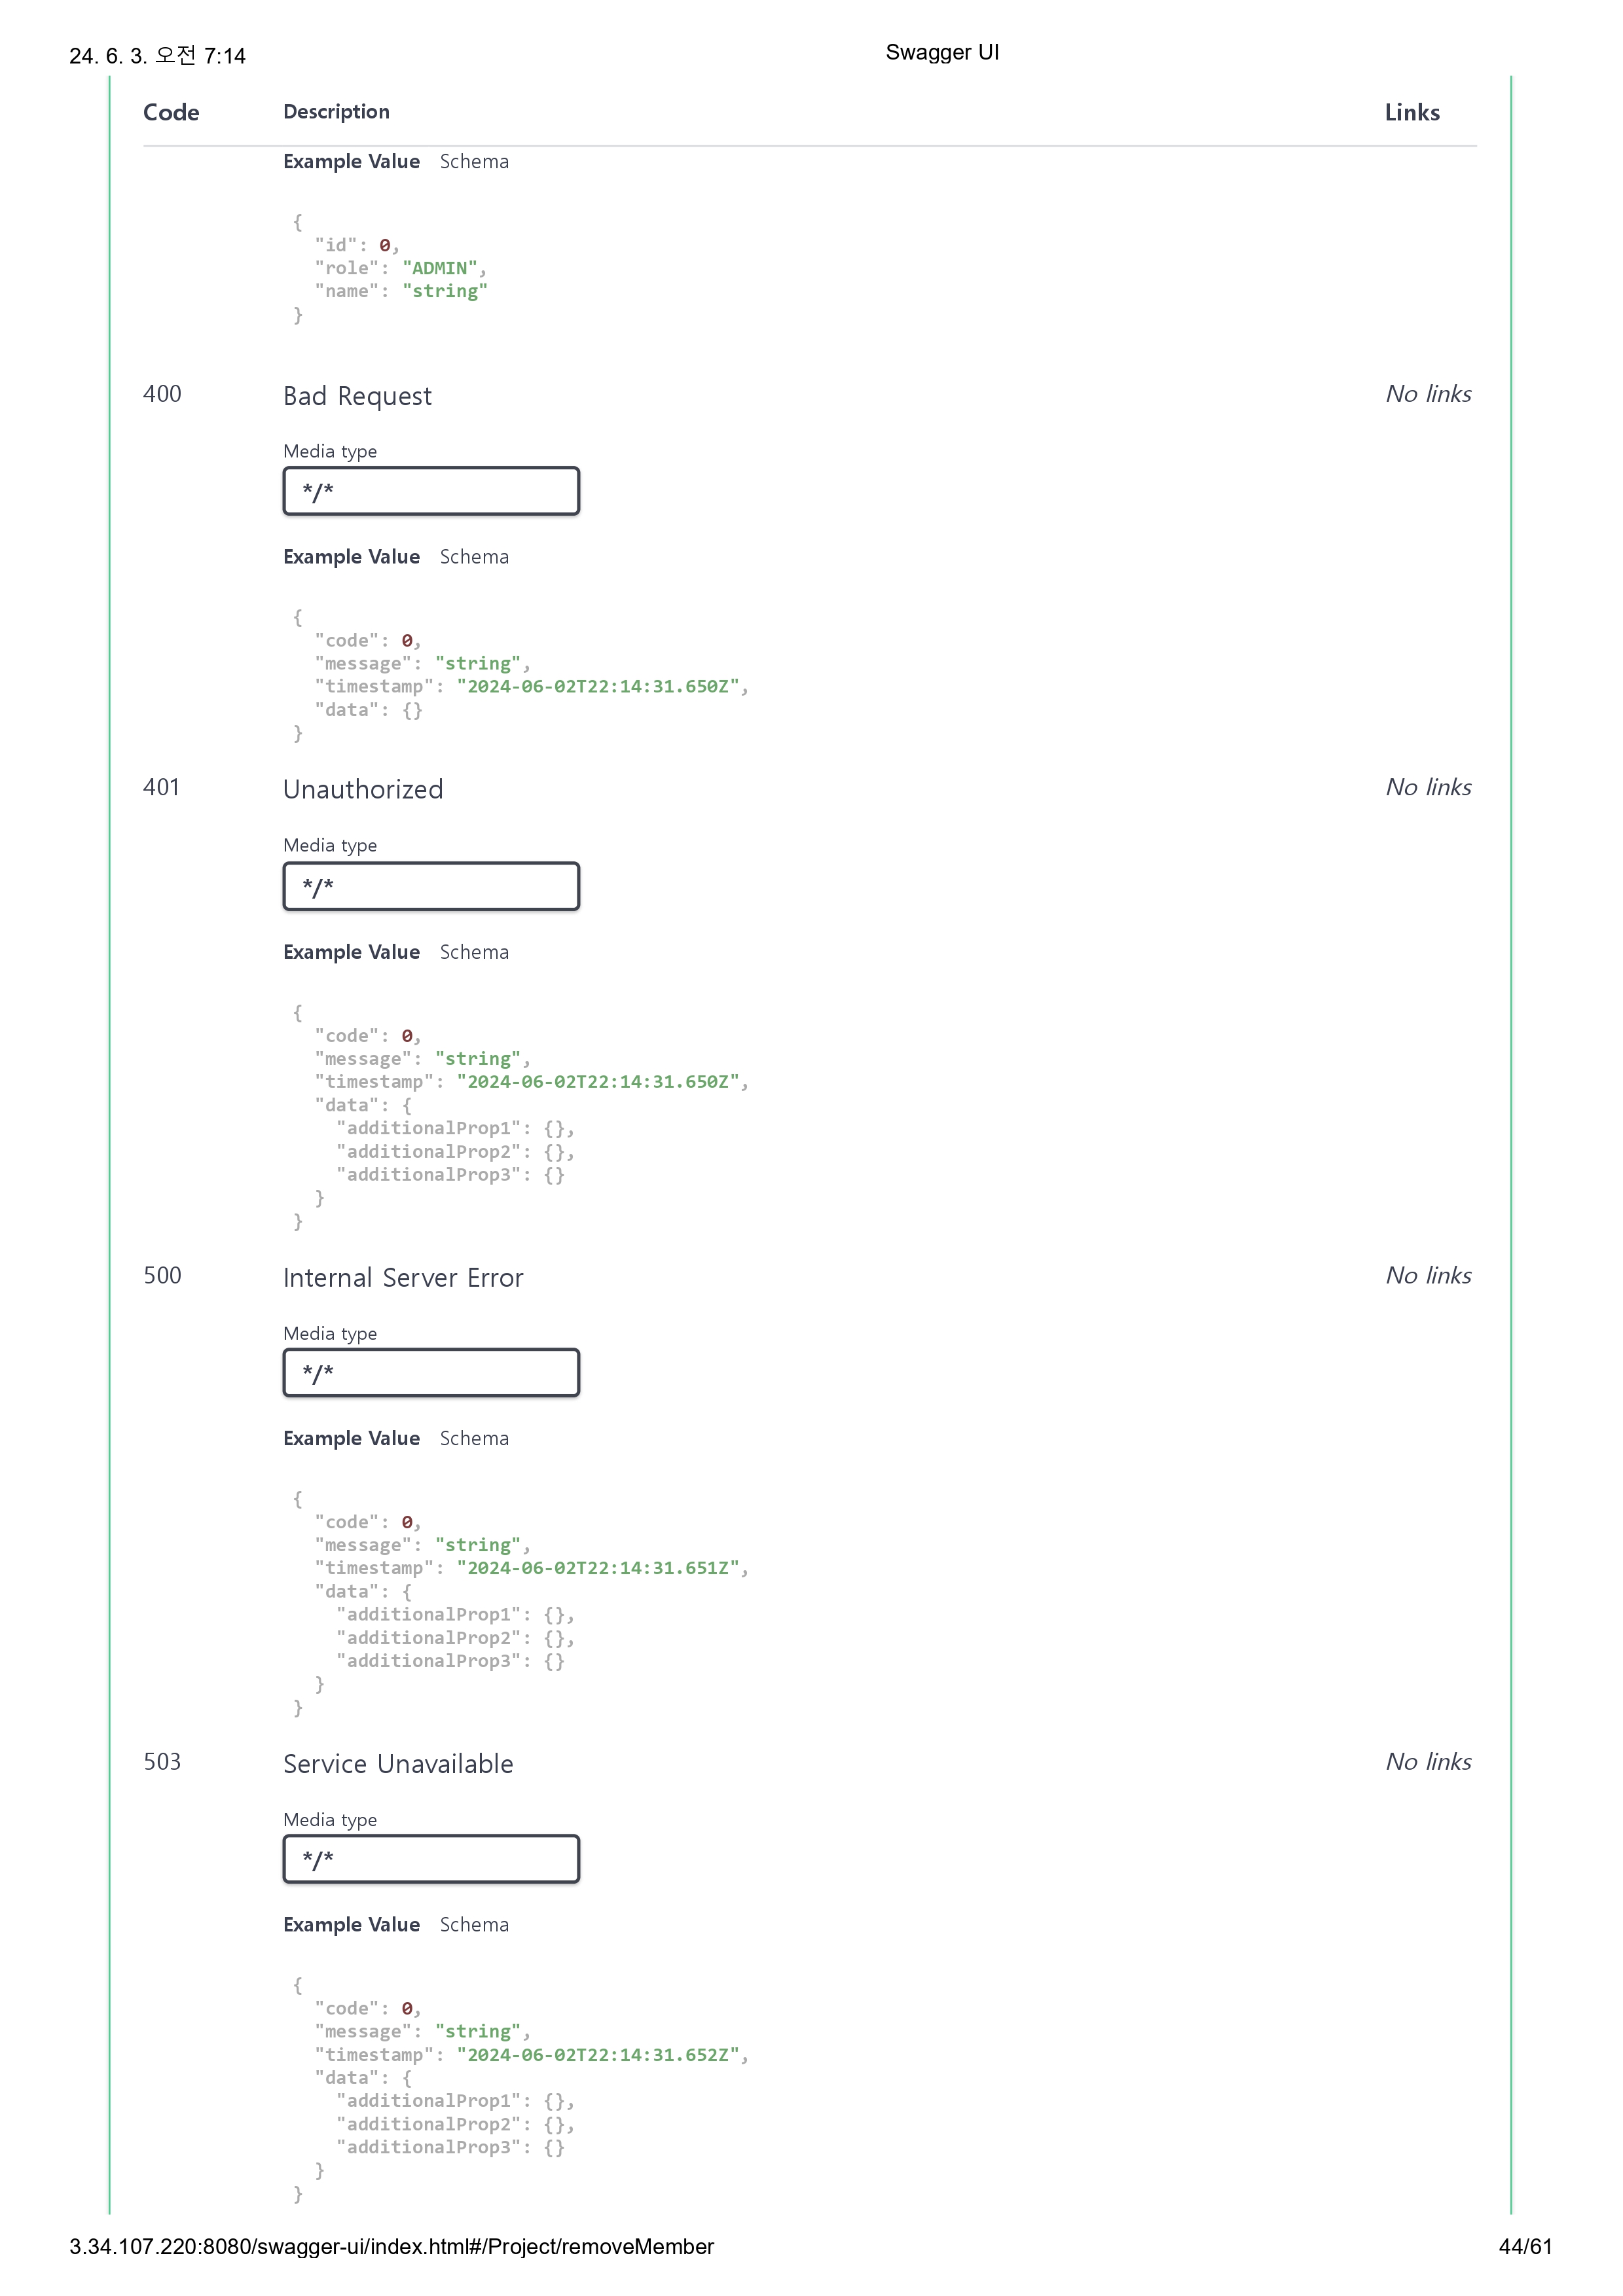 24. 6. 3. 오전 7:14 Swagger UI
Code Description Links
Example Value Schema
{
  "id": 0,
  "role": "ADMIN",
  "name": "string"
}
400 Bad Request No links
Media type
*/*
Example Value Schema
{
  "code": 0,
  "message": "string",
  "timestamp": "2024-06-02T22:14:31.650Z",
  "data": {}
}
401 Unauthorized No links
Media type
*/*
Example Value Schema
{
  "code": 0,
  "message": "string",
  "timestamp": "2024-06-02T22:14:31.650Z",
  "data": {
    "additionalProp1": {},
    "additionalProp2": {},
    "additionalProp3": {}
  }
}
500 Internal Server Error No links
Media type
*/*
Example Value Schema
{
  "code": 0,
  "message": "string",
  "timestamp": "2024-06-02T22:14:31.651Z",
  "data": {
    "additionalProp1": {},
    "additionalProp2": {},
    "additionalProp3": {}
  }
}
503 Service Unavailable No links
Media type
*/*
Example Value Schema
{
  "code": 0,
  "message": "string",
  "timestamp": "2024-06-02T22:14:31.652Z",
  "data": {
    "additionalProp1": {},
    "additionalProp2": {},
    "additionalProp3": {}
  }
}
3.34.107.220:8080/swagger-ui/index.html#/Project/removeMember 44/61